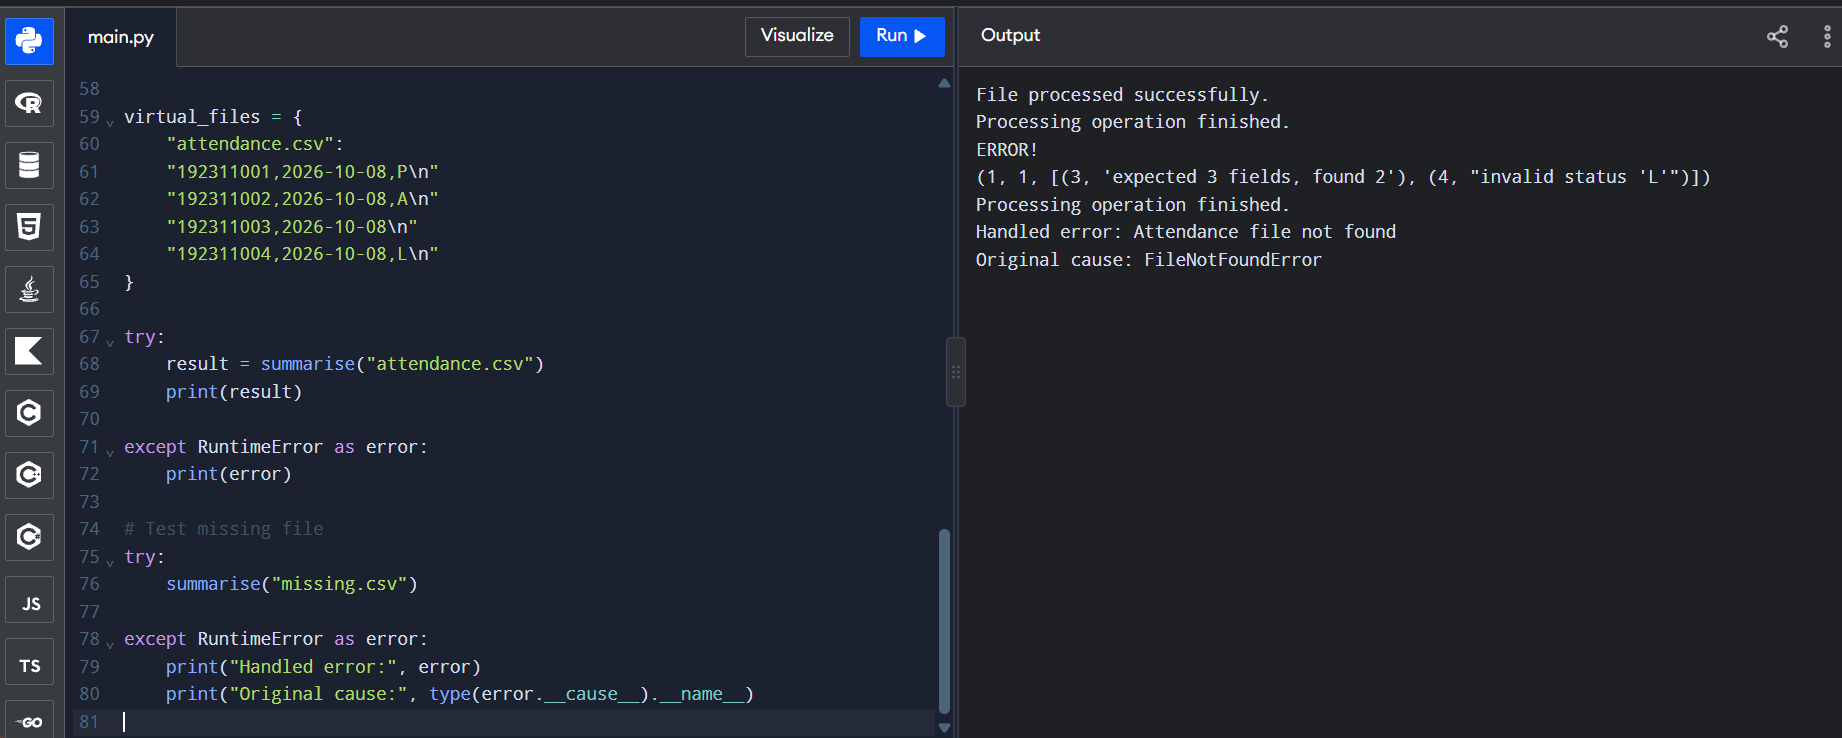 main.py
Visualize
Run
Output
58
59 virtual_files = {
60     "attendance.csv":
61     "192311001,2026-10-08,P\n"
62     "192311002,2026-10-08,A\n"
63     "192311003,2026-10-08\n"
64     "192311004,2026-10-08,L\n"
65 }
66
67 try:
68     result = summarise("attendance.csv")
69     print(result)
70
71 except RuntimeError as error:
72     print(error)
73
74 # Test missing file
75 try:
76     summarise("missing.csv")
77
78 except RuntimeError as error:
79     print("Handled error:", error)
80     print("Original cause:", type(error.__cause__).__name__)
81
File processed successfully.
Processing operation finished.
ERROR!
(1, 1, [(3, 'expected 3 fields, found 2'), (4, "invalid status 'L'")])
Processing operation finished.
Handled error: Attendance file not found
Original cause: FileNotFoundError
R
5
C
C++
C#
JS
TS
GO